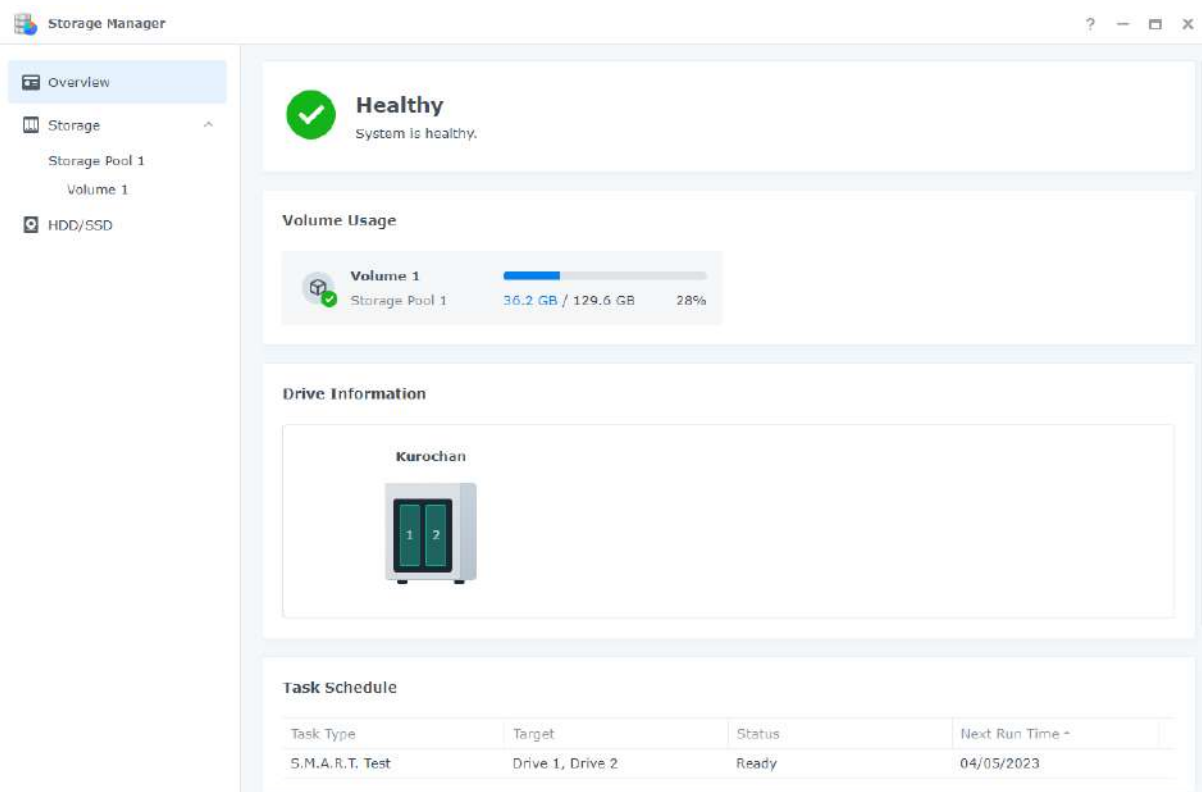 Storage Manager
?
Overview
Storage
Storage Pool 1
Volume 1
HDD/SSD
Healthy
System is healthy.
Volume Usage
Volume 1
Storage Pool 1
36.2 GB / 129.6 GB 28%
Drive Information
Kurochan
1 2
Task Schedule
Task Type Target Status Next Run Time
S.M.A.R.T. Test Drive 1, Drive 2 Ready 04/05/2023